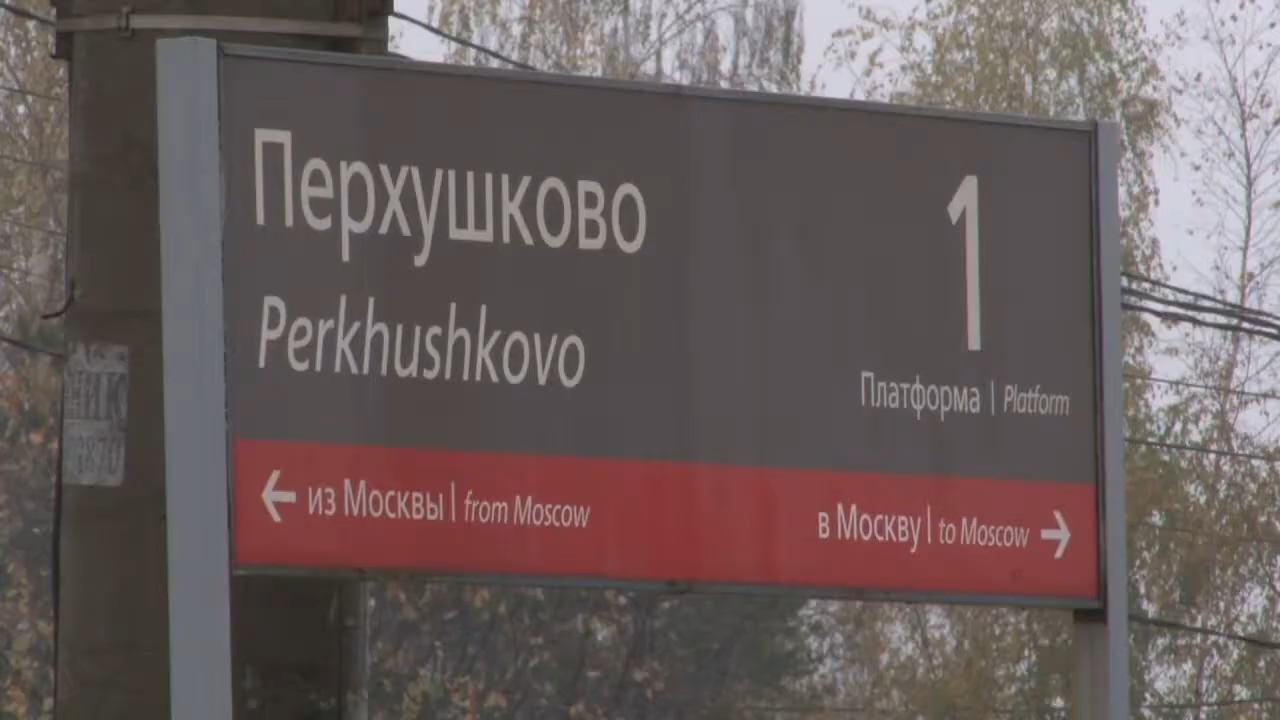 Перхушково
Perkhushkovo
1
Платформа | Platform
← из Москвы | from Moscow
в Москву | to Moscow →